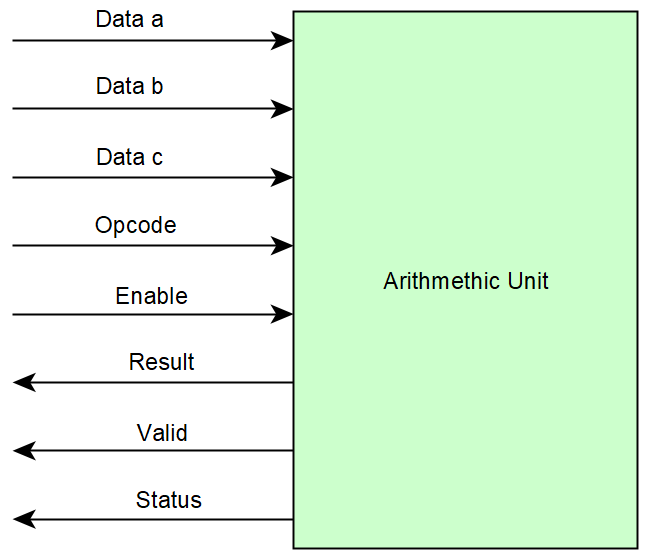 Data a
Data b
Data c
Opcode
Arithmethic Unit
Enable
Result
Valid
Status